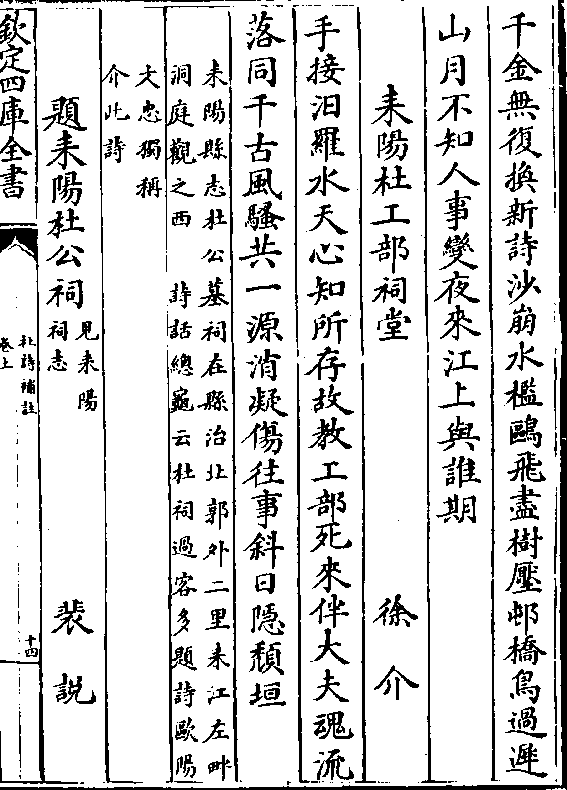 千金無復換新詩沙崩水檻鷗飛盡樹壓邨橋鳥過遲
山月不知人事變夜來江上與誰期
耒陽杜工部祠堂 徐介
手接汨羅水天心知所存故教工部死來伴大夫魂流
落同千古風騷共一源消凝傷往事斜日隱頹垣
耒陽縣志杜公墓祠在縣治北郭外二里耒江左畔
洞庭觀之西 詩話總龜云杜祠過客多題詩歐陽
文忠獨稱
介此詩
題耒陽杜公祠 見耒陽
祠志 裴說
欽定四庫全書
杜詩補註
卷上
十四